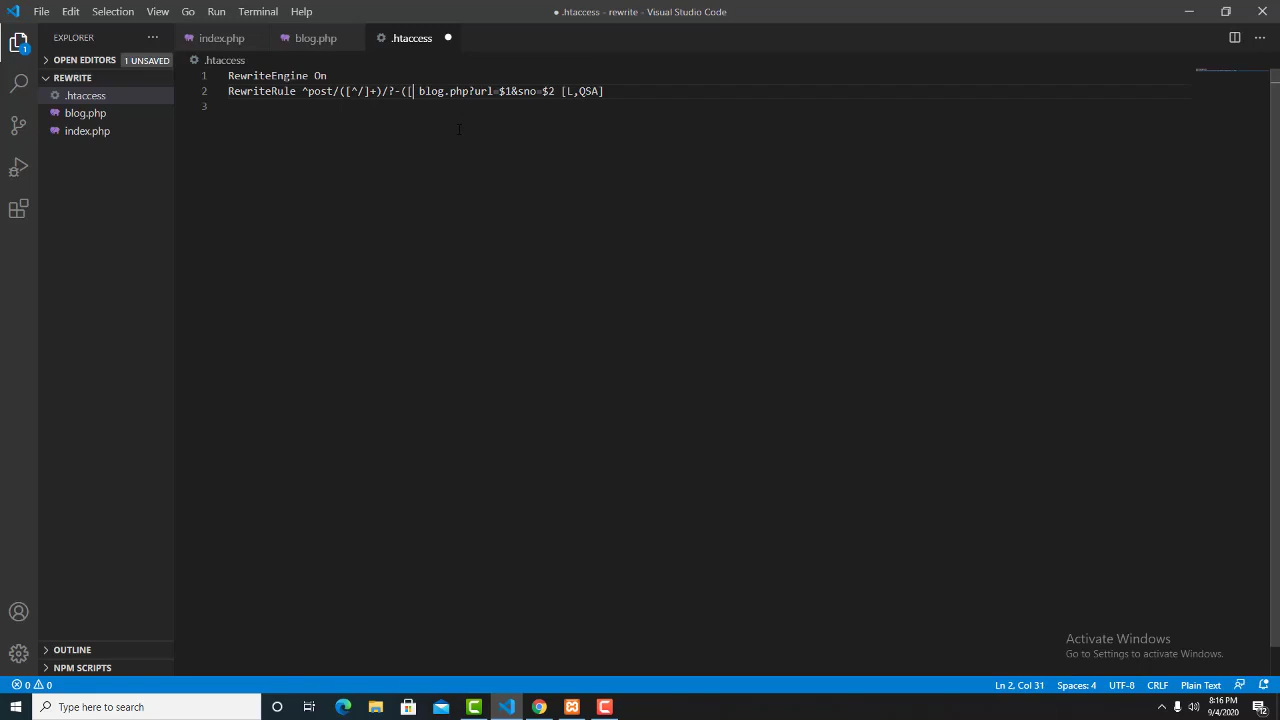 File Edit Selection View Go Run Terminal Help
● .htaccess - rewrite - Visual Studio Code
EXPLORER
index.php
blog.php
.htaccess
OPEN EDITORS 1 UNSAVED
REWRITE
.htaccess
blog.php
index.php
.htaccess
1 RewriteEngine On
2 RewriteRule ^post/([^/]+)/?-([ blog.php?url=$1&sno=$2 [L,QSA]
3
1
OUTLINE
NPM SCRIPTS
Activate Windows
Go to Settings to activate Windows.
0 0
Ln 2, Col 31 Spaces: 4 UTF-8 CRLF Plain Text
Type here to search
8:16 PM
9/4/2020
12